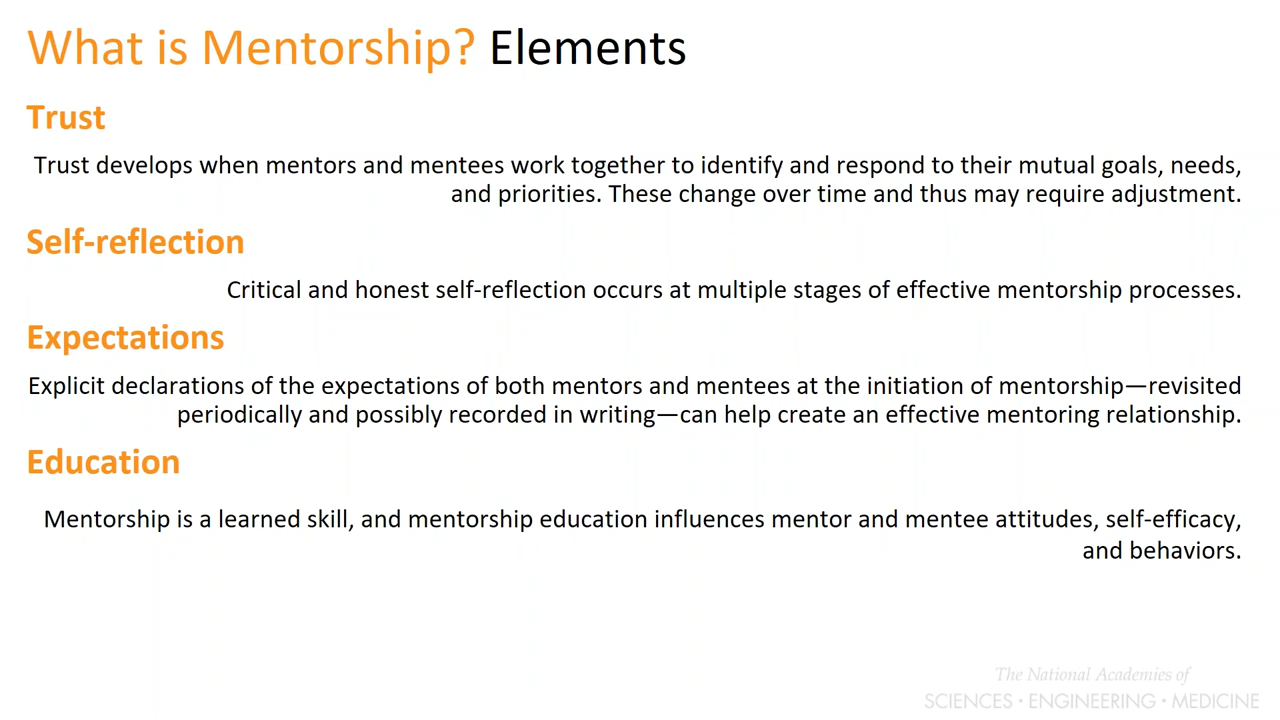 What is Mentorship? Elements
Trust
Trust develops when mentors and mentees work together to identify and respond to their mutual goals, needs,
and priorities. These change over time and thus may require adjustment.
Self-reflection
Critical and honest self-reflection occurs at multiple stages of effective mentorship processes.
Expectations
Explicit declarations of the expectations of both mentors and mentees at the initiation of mentorship—revisited
periodically and possibly recorded in writing—can help create an effective mentoring relationship.
Education
Mentorship is a learned skill, and mentorship education influences mentor and mentee attitudes, self-efficacy,
and behaviors.
The National Academies of
SCIENCES • ENGINEERING • MEDICINE